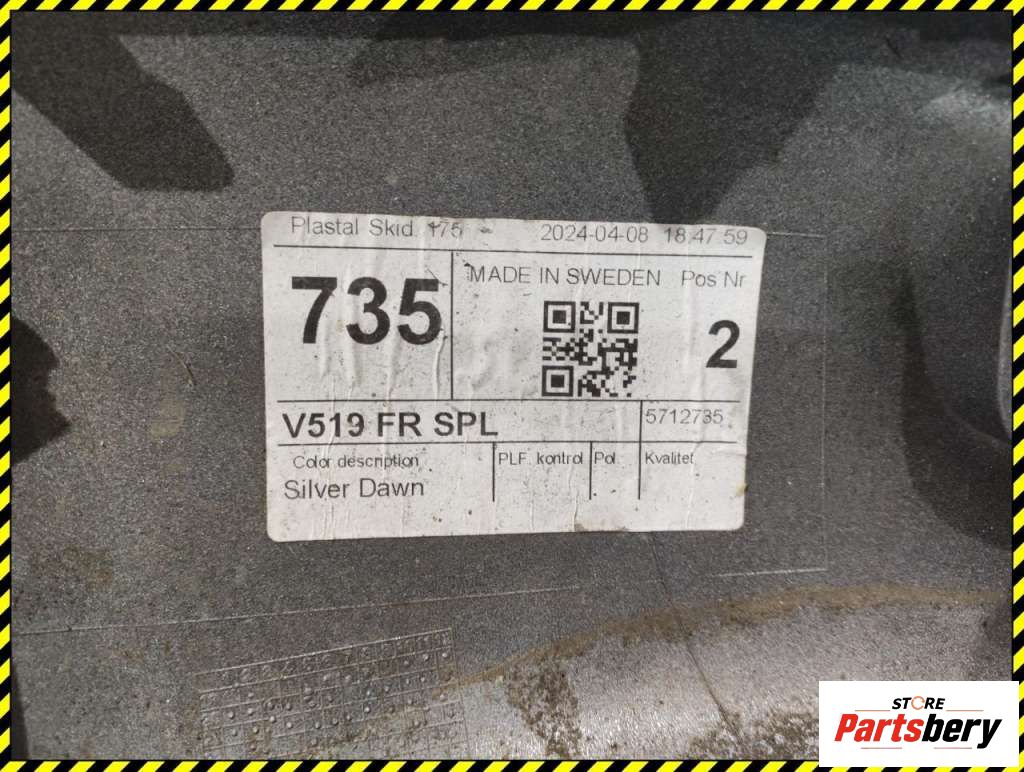 Plastal Skid. 175 2024-04-08 18:47:59
735 MADE IN SWEDEN Pos Nr
2
V519 FR SPL 5712735
Color description PLF. kontrol Pol. Kvalitet
Silver Dawn
STORE
Partsbery